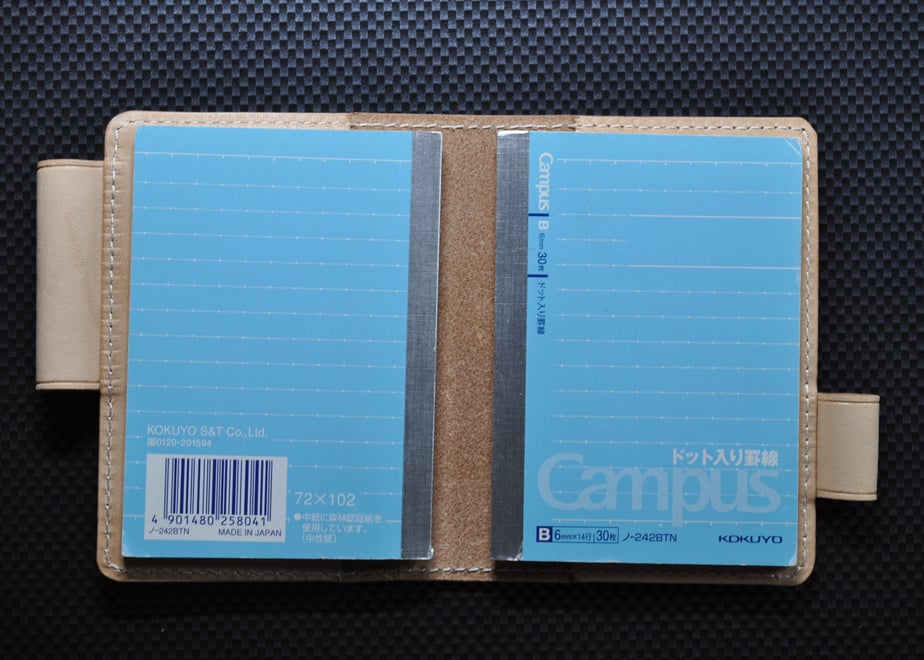 KOKUYO S&T Co.,Ltd.
0120-201594
4 901480 258041
ノ-242BTN MADE IN JAPAN
72×102
●中紙に森林認証紙を
使用しています。
(中性紙)
Campus B 6mm 30枚 ドット入り罫線
ドット入り罫線
Campus
B 6mm×14行 30枚 ノ-242BTN KOKUYO